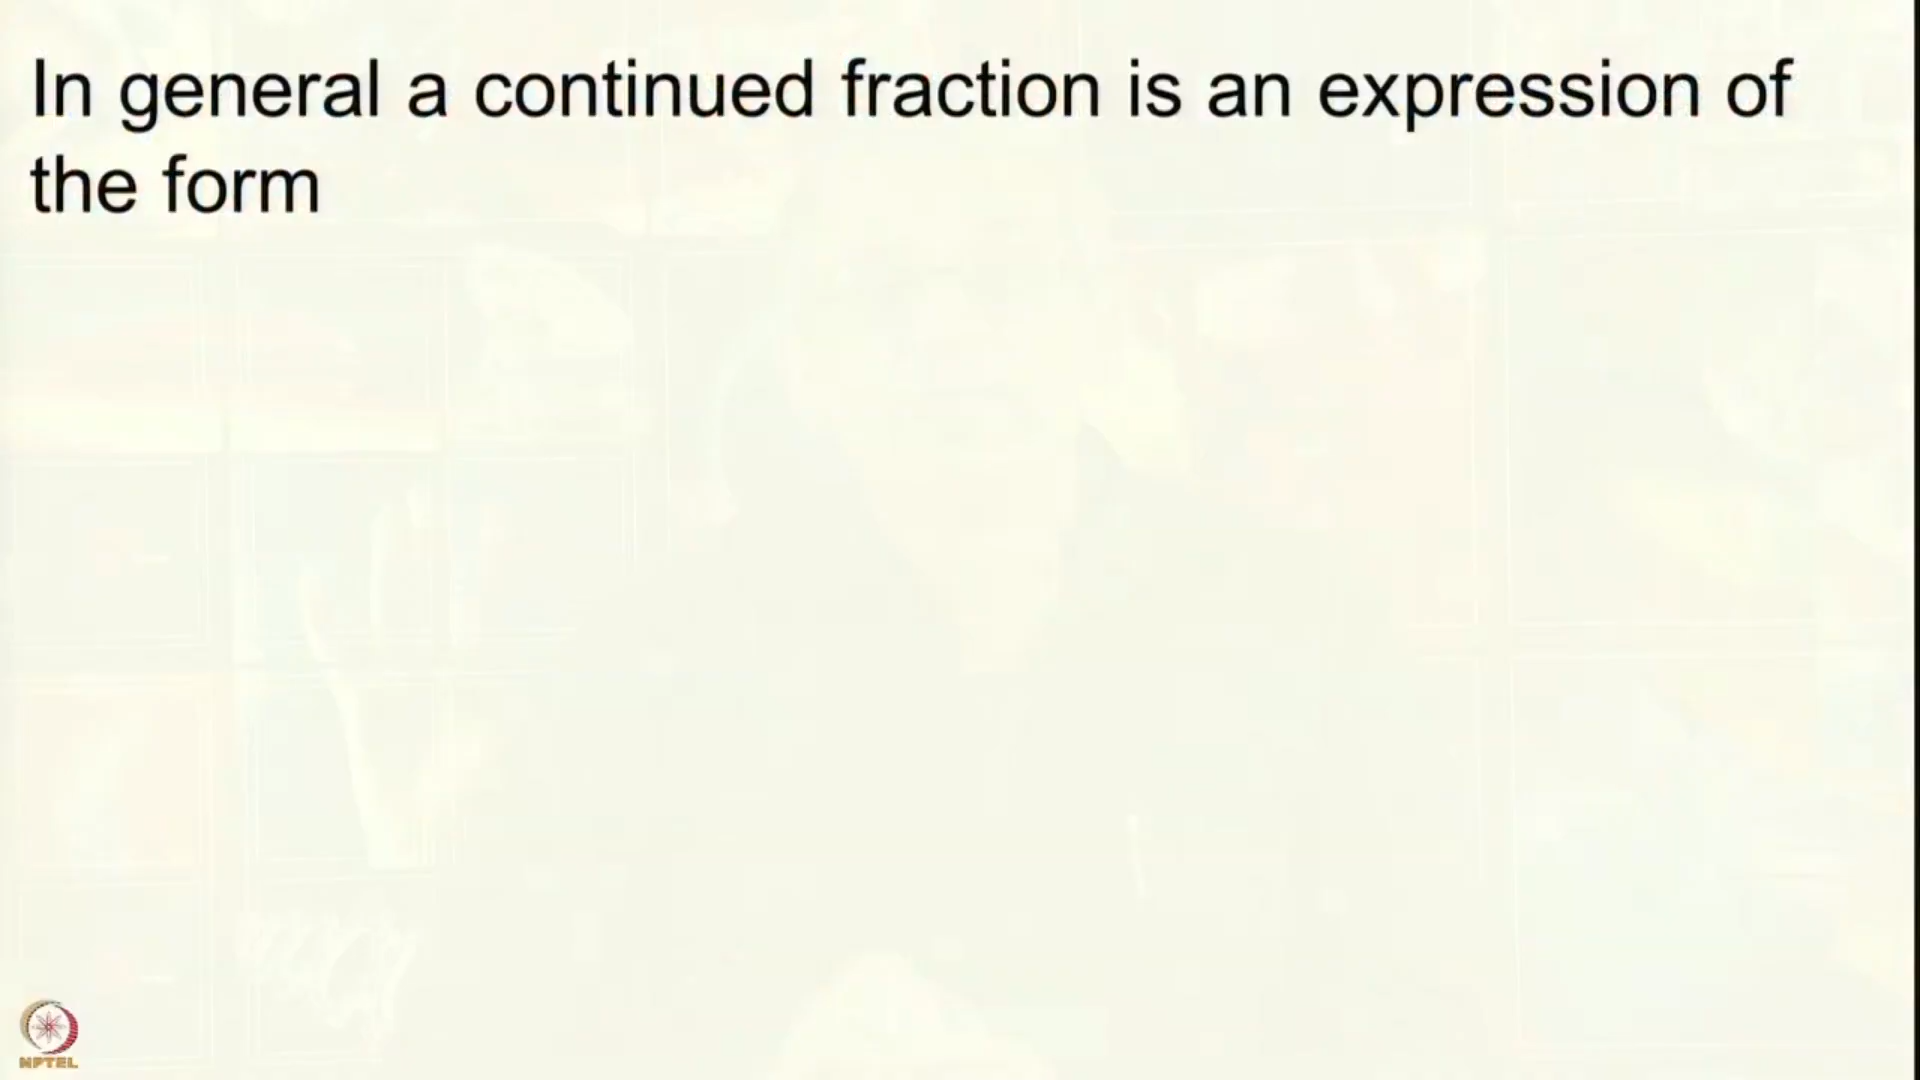 In general a continued fraction is an expression of
the form
NPTEL